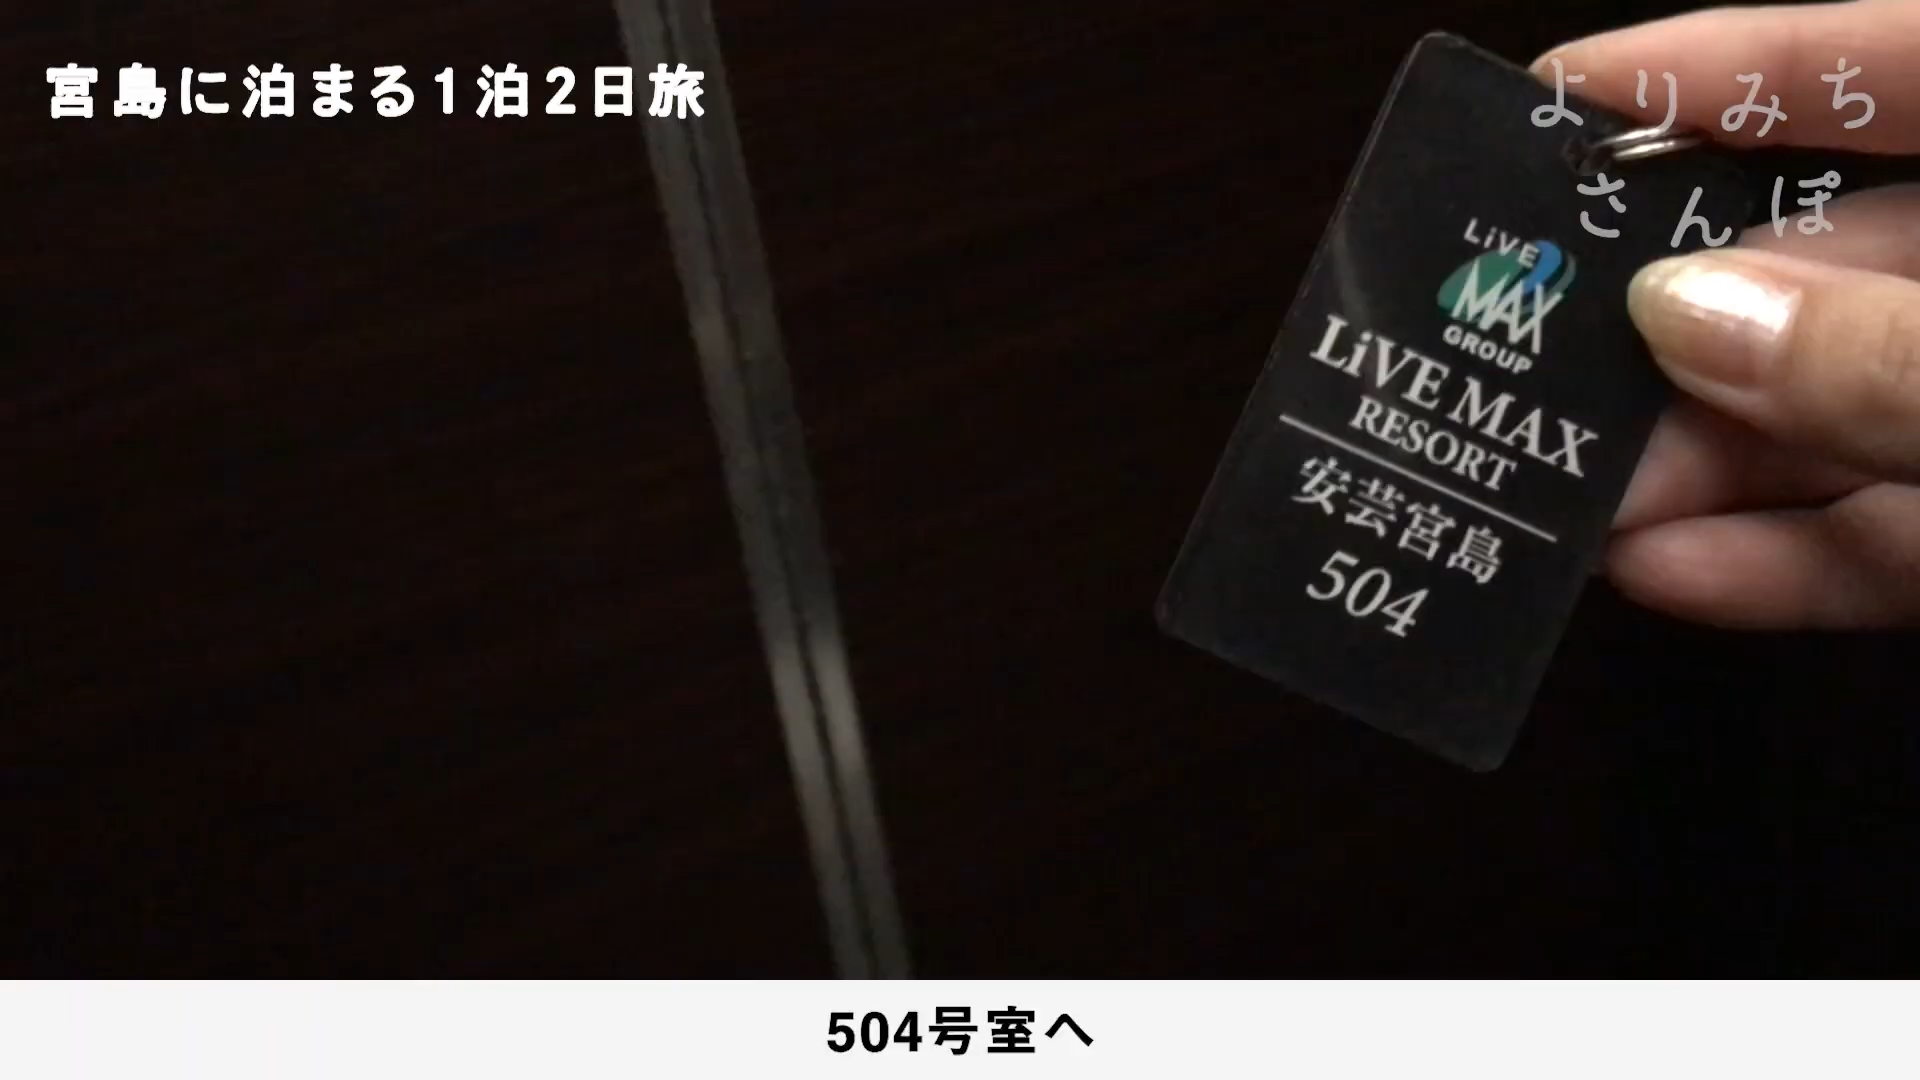 宮島に泊まる1泊2日旅
よりみち
さんぽ
LiVE
MAX
GROUP
LiVE MAX
RESORT
安芸宮島
504
504号室へ